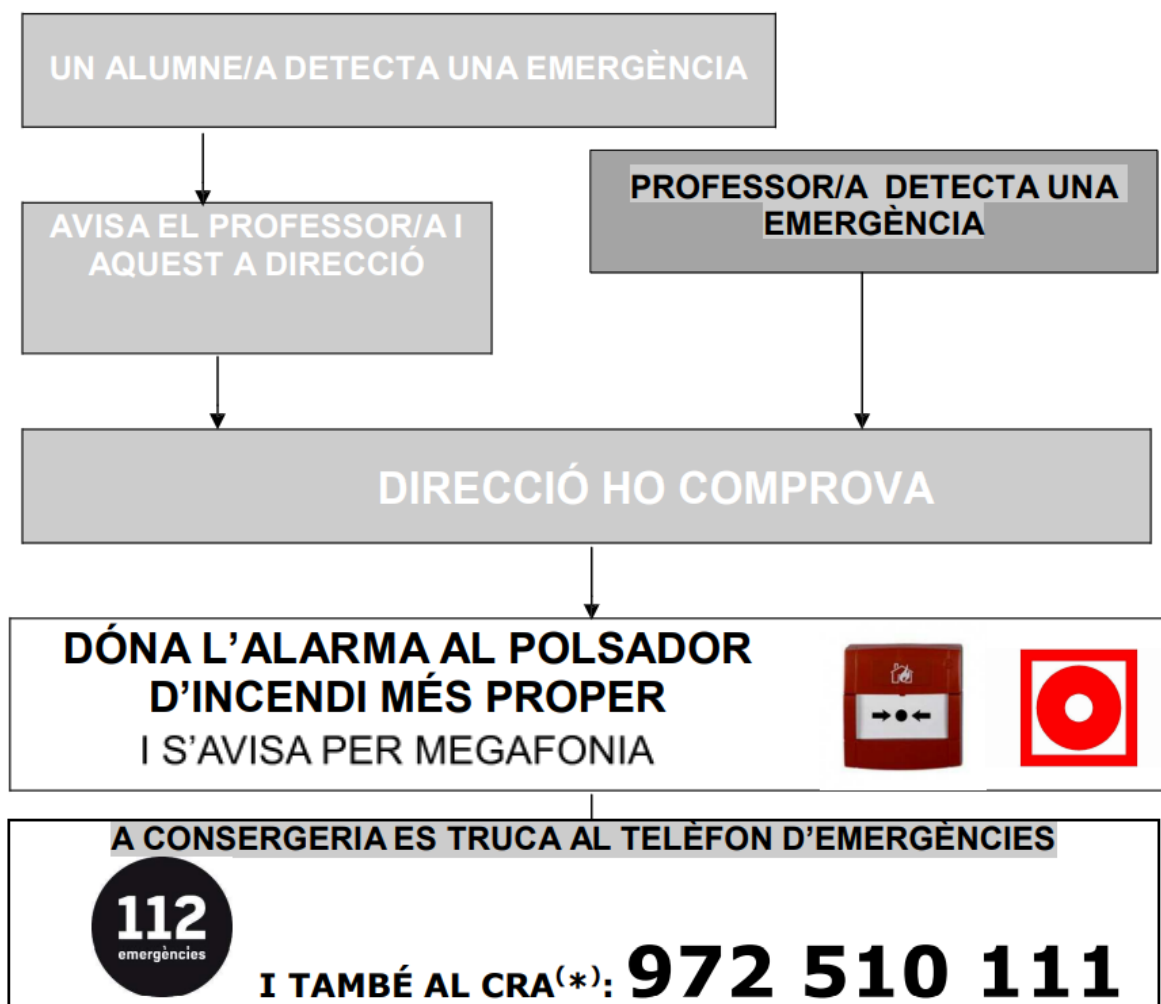 UN ALUMNE/A DETECTA UNA EMERGÈNCIA
AVISA EL PROFESSOR/A I
AQUEST A DIRECCIÓ
PROFESSOR/A DETECTA UNA
EMERGÈNCIA
DIRECCIÓ HO COMPROVA
DÓNA L’ALARMA AL POLSADOR
D’INCENDI MÉS PROPER
I S’AVISA PER MEGAFONIA
A CONSERGERIA ES TRUCA AL TELÈFON D’EMERGÈNCIES
112
emergències
I TAMBÉ AL CRA(*): 972 510 111